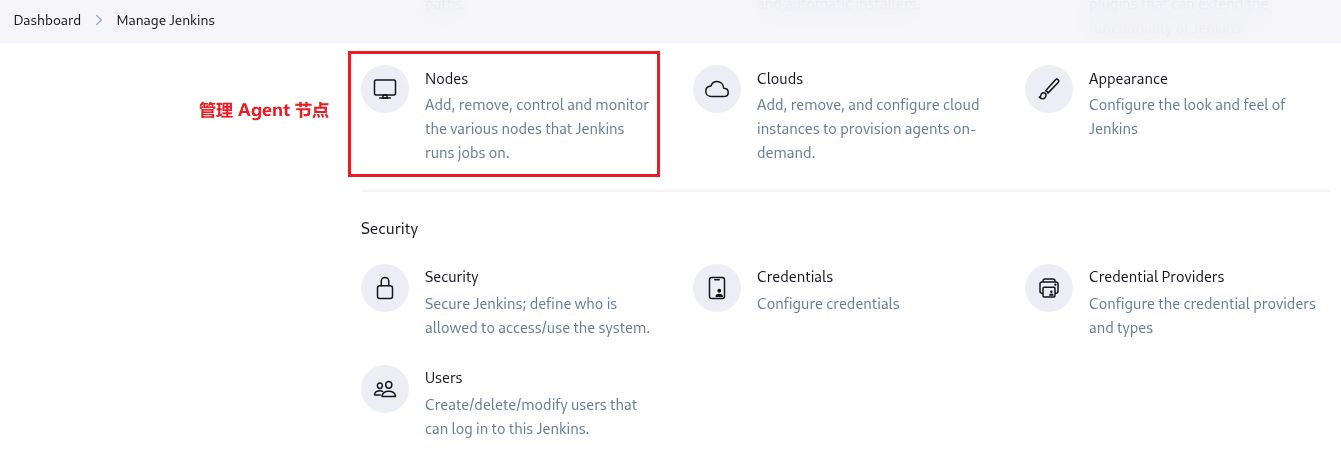 Dashboard > Manage Jenkins
paths.
and automatic installers.
plugins that can extend the
functionality of Jenkins.
管理 Agent 节点
Nodes
Add, remove, control and monitor
the various nodes that Jenkins
runs jobs on.
Clouds
Add, remove, and configure cloud
instances to provision agents on-
demand.
Appearance
Configure the look and feel of
Jenkins
Security
Security
Secure Jenkins; define who is
allowed to access/use the system.
Credentials
Configure credentials
Credential Providers
Configure the credential providers
and types
Users
Create/delete/modify users that
can log in to this Jenkins.